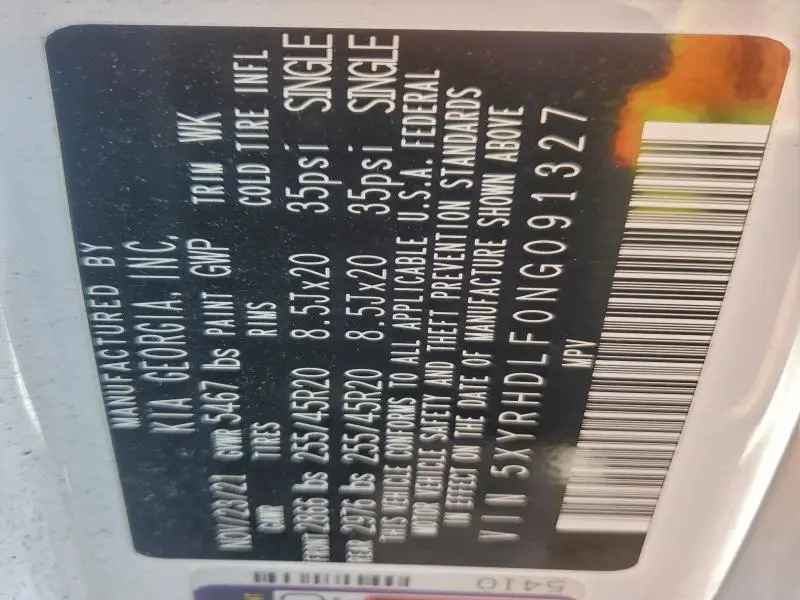 MANUFACTURED BY
KIA GEORGIA, INC.
NOV/23/21 GVWR 5467 lbs PAINT GWP TRIM WK
GAWR TIRES RIMS COLD TIRE INFL
FRONT 2866 lbs 255/45R20 8.5Jx20 35psi SINGLE
REAR 2976 lbs 255/45R20 8.5Jx20 35psi SINGLE
THIS VEHICLE CONFORMS TO ALL APPLICABLE U.S.A. FEDERAL
MOTOR VEHICLE SAFETY AND THEFT PREVENTION STANDARDS
IN EFFECT ON THE DATE OF MANUFACTURE SHOWN ABOVE
VIN 5XYRHDLF0NG091327
MPV
5410